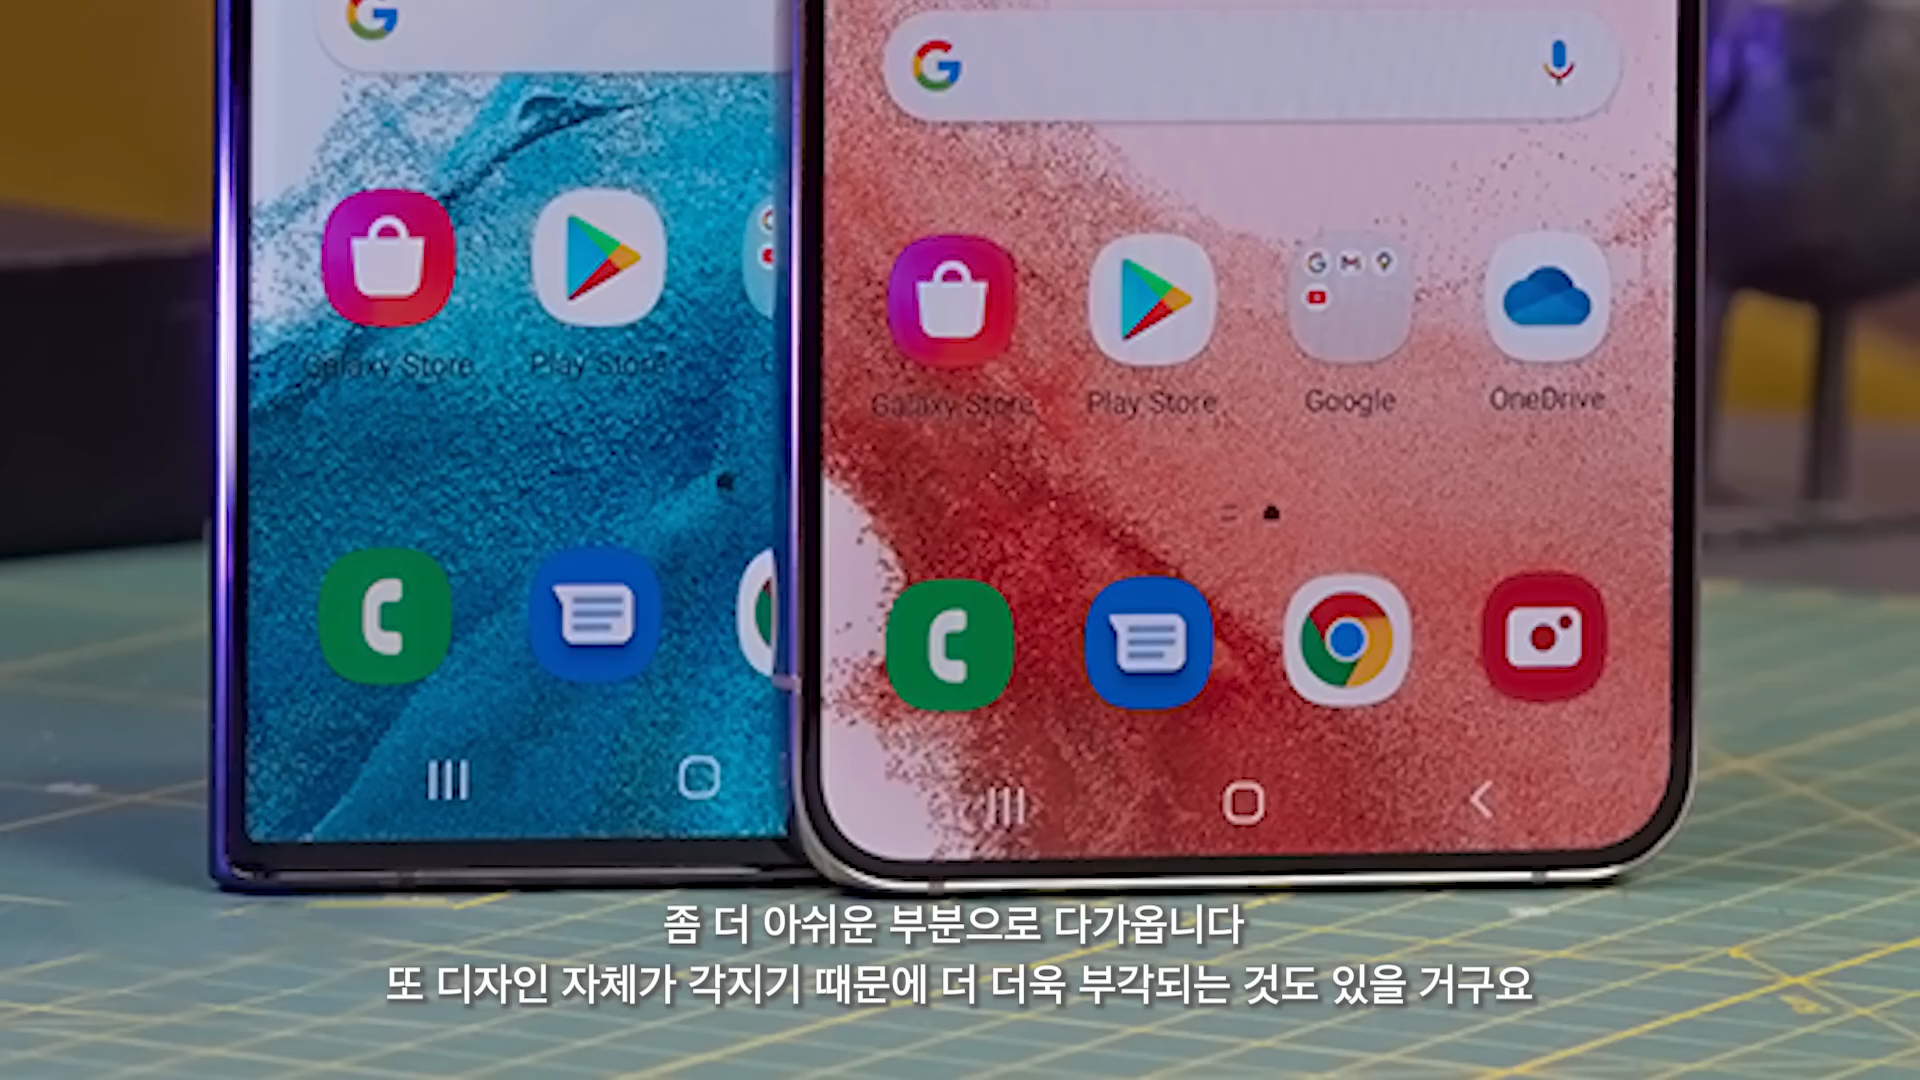 Galaxy Store Play Store
Galaxy Store Play Store Google OneDrive
좀 더 아쉬운 부분으로 다가옵니다
또 디자인 자체가 각지기 때문에 더 더욱 부각되는 것도 있을 거구요